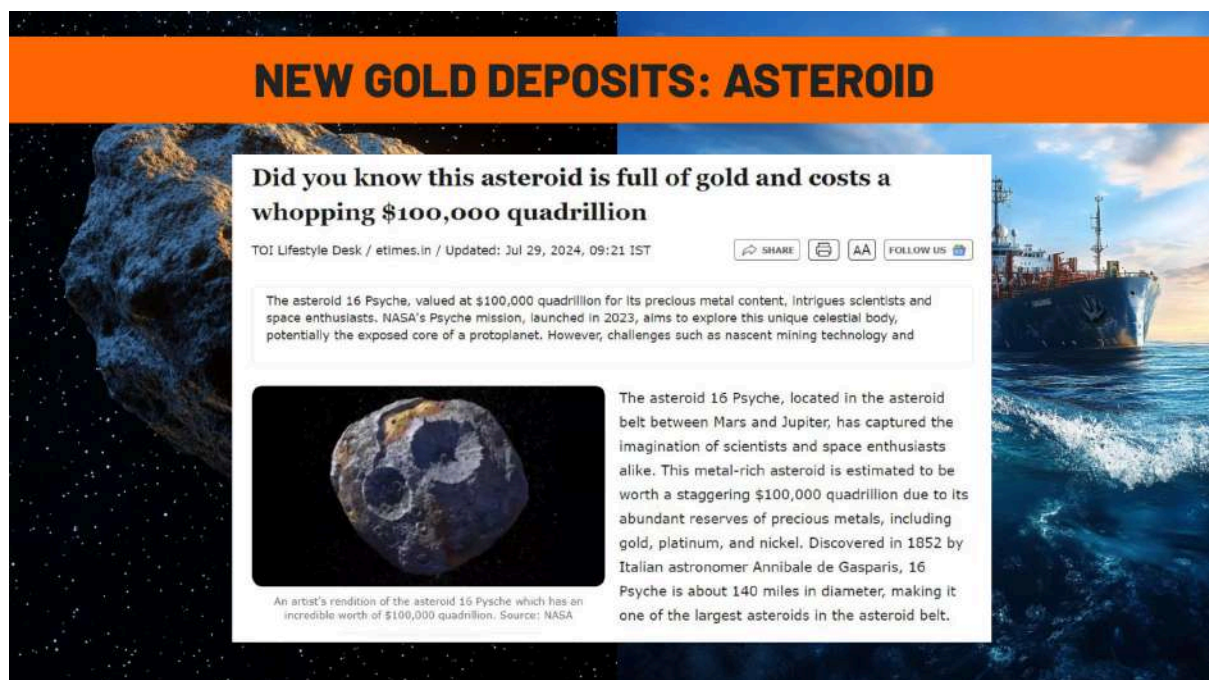 NEW GOLD DEPOSITS: ASTEROID
Did you know this asteroid is full of gold and costs a
whopping $100,000 quadrillion
TOI Lifestyle Desk / etimes.in / Updated: Jul 29, 2024, 09:21 IST
SHARE
AA
FOLLOW US
The asteroid 16 Psyche, valued at $100,000 quadrillion for its precious metal content, intrigues scientists and
space enthusiasts. NASA's Psyche mission, launched in 2023, aims to explore this unique celestial body,
potentially the exposed core of a protoplanet. However, challenges such as nascent mining technology and
The asteroid 16 Psyche, located in the asteroid
belt between Mars and Jupiter, has captured the
imagination of scientists and space enthusiasts
alike. This metal-rich asteroid is estimated to be
worth a staggering $100,000 quadrillion due to its
abundant reserves of precious metals, including
gold, platinum, and nickel. Discovered in 1852 by
Italian astronomer Annibale de Gasparis, 16
Psyche is about 140 miles in diameter, making it
one of the largest asteroids in the asteroid belt.
An artist's rendition of the asteroid 16 Pysche which has an
incredible worth of $100,000 quadrillion. Source: NASA